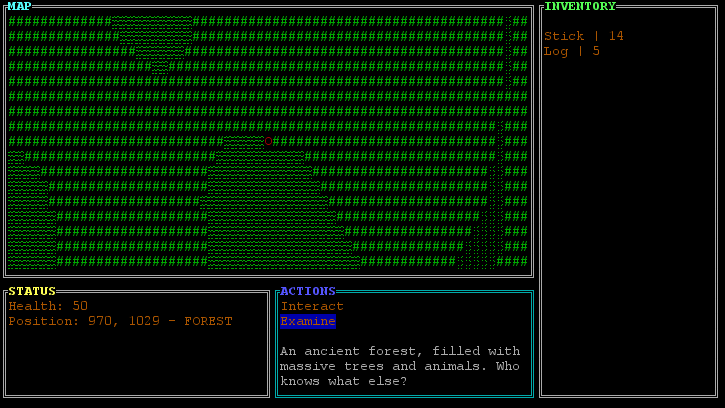 MAP
INVENTORY
Stick | 14
Log | 5
STATUS
Health: 50
Position: 970, 1029 - FOREST
ACTIONS
Interact
Examine
An ancient forest, filled with
massive trees and animals. Who
knows what else?